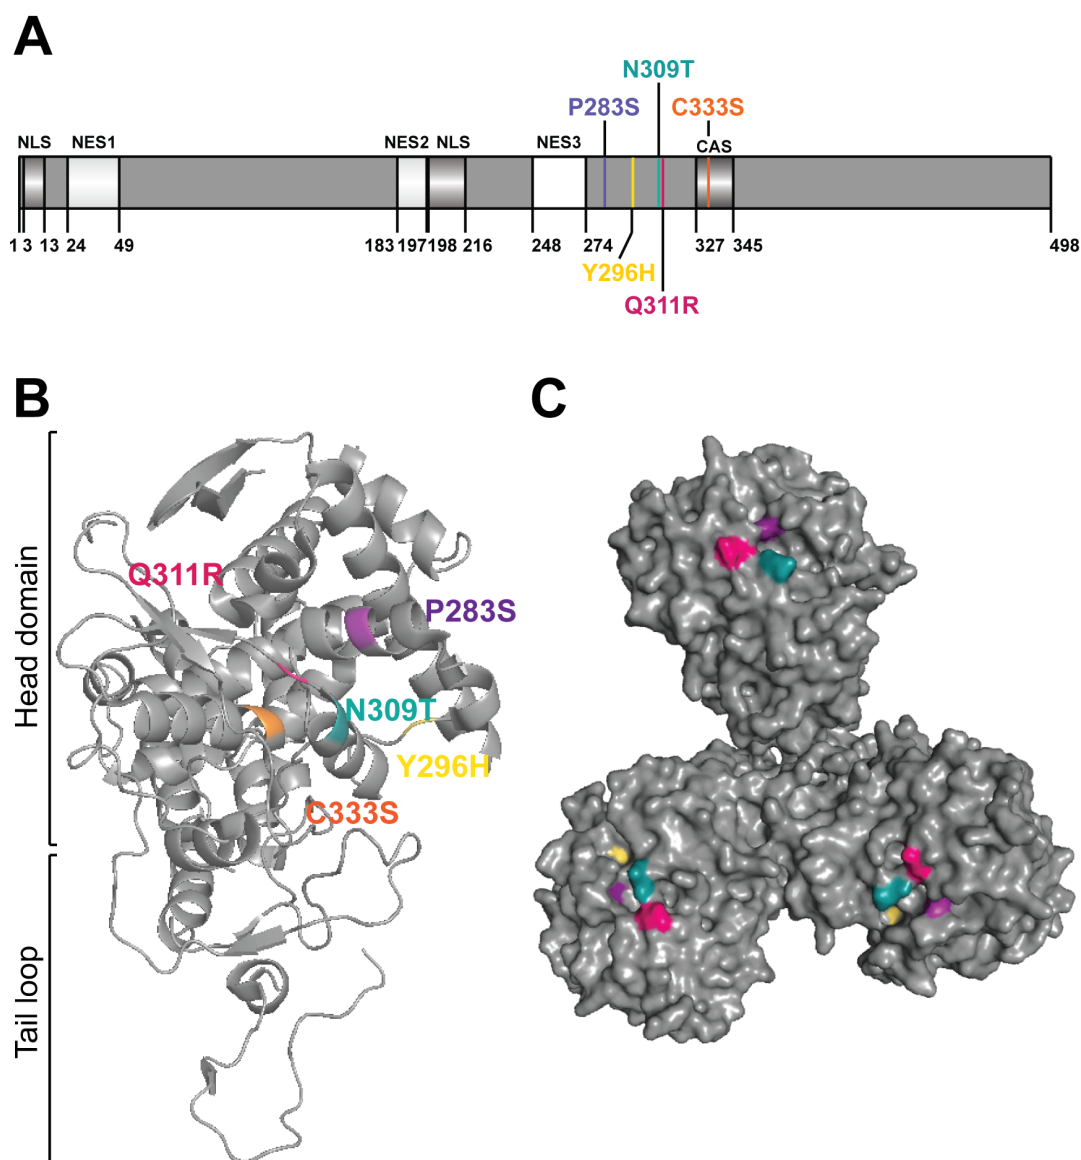 A
N309T
P283S C333S
NLS NES1 NES2 NLS NES3 CAS
1 3 13 24 49 183 197 198 216 248 274 327 345 498
Y296H
Q311R
B
C
Head domain
Q311R
P283S
N309T
Y296H
C333S
Tail loop